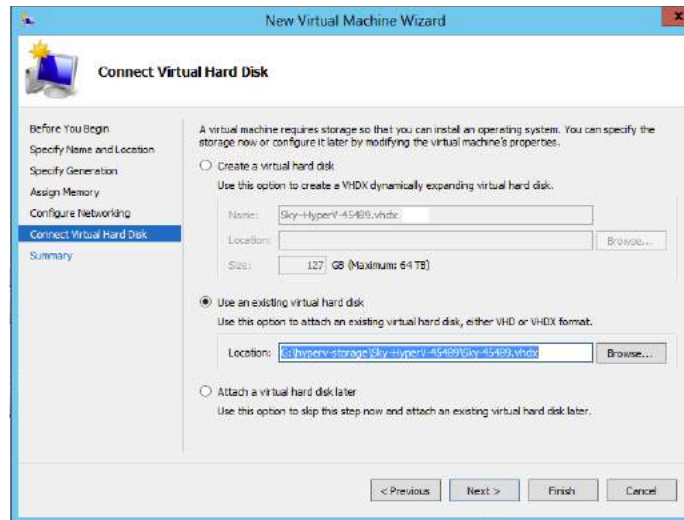 New Virtual Machine Wizard
x
Connect Virtual Hard Disk
Before You Begin
Specify Name and Location
Specify Generation
Assign Memory
Configure Networking
Connect Virtual Hard Disk
Summary
A virtual machine requires storage so that you can install an operating system. You can specify the
storage now or configure it later by modifying the virtual machine's properties.
Create a virtual hard disk
Use this option to create a VHDX dynamically expanding virtual hard disk.
Name: Sky-HyperV-45489.vhdx
Location: Browse...
Size: 127 GB (Maximum: 64 TB)
Use an existing virtual hard disk
Use this option to attach an existing virtual hard disk, either VHD or VHDX format.
Location: G:\hyperv-storage\Sky-HyperV-45489\Sky-45489.vhdx Browse...
Attach a virtual hard disk later
Use this option to skip this step now and attach an existing virtual hard disk later.
< Previous Next > Finish Cancel